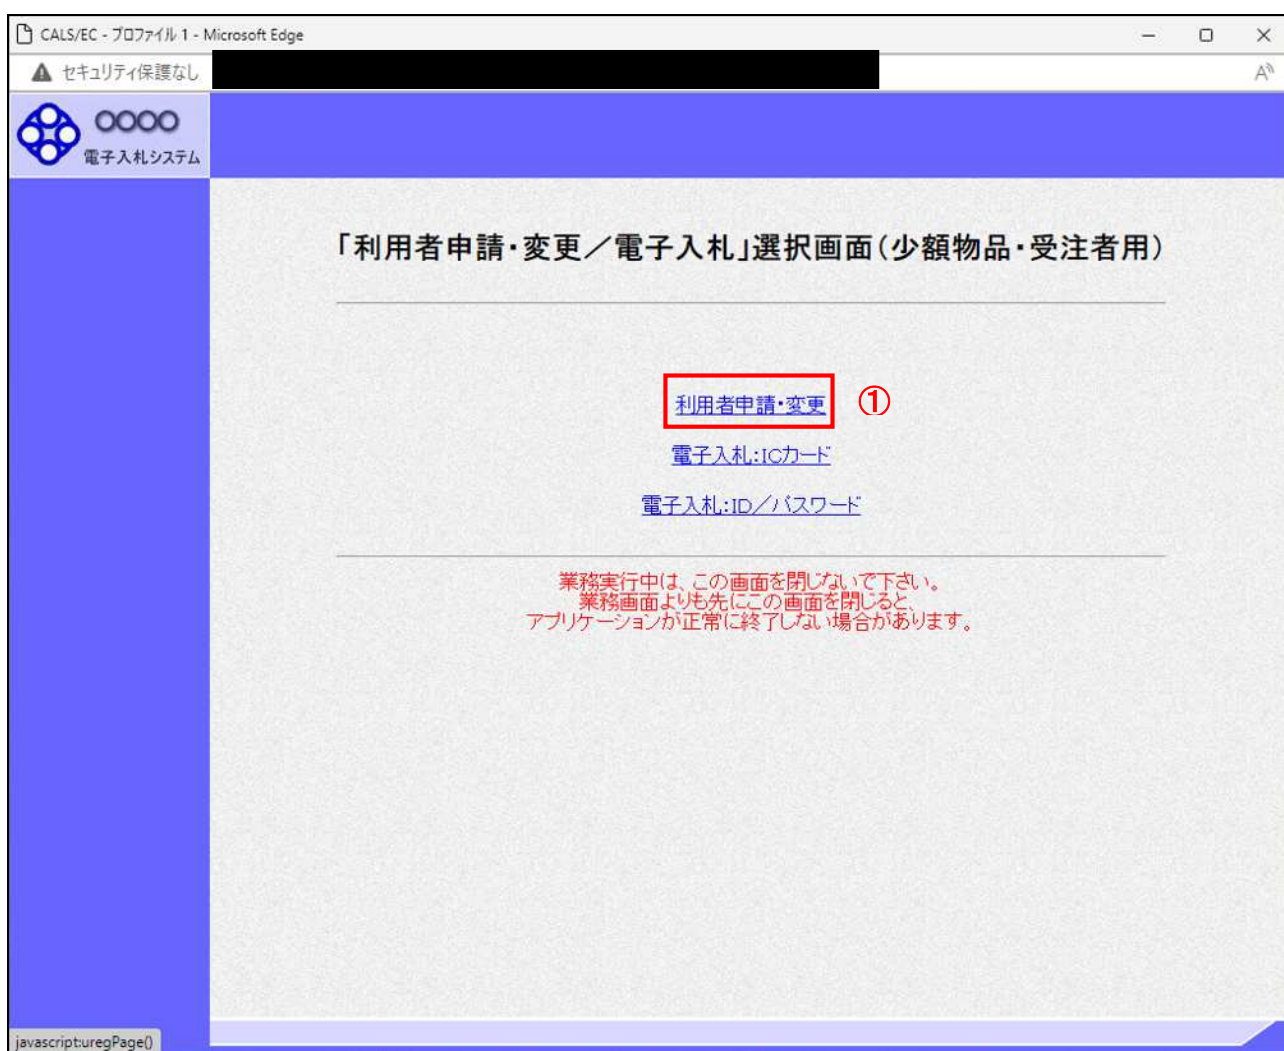 CALS/EC - プロファイル 1 - Microsoft Edge
セキュリティ保護なし
〇〇〇〇
電子入札システム
「利用者申請・変更／電子入札」選択画面（少額物品・受注者用）
利用者申請・変更 ①
電子入札:ICカード
電子入札:ID／パスワード
業務実行中は、この画面を閉じないで下さい。
業務画面よりも先にこの画面を閉じると、
アプリケーションが正常に終了しない場合があります。
javascript:uregPage()